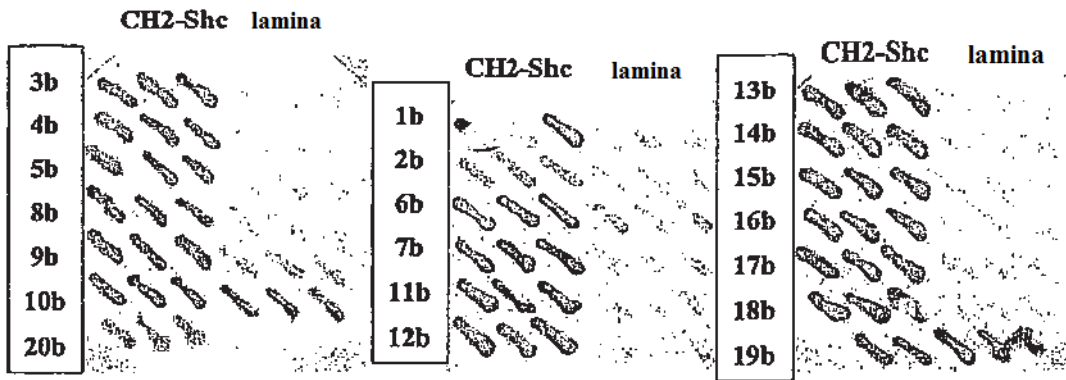 CH2-Shc lamina
3b
4b
5b
8b
9b
10b
20b
CH2-Shc lamina
1b
2b
6b
7b
11b
12b
CH2-Shc lamina
13b
14b
15b
16b
17b
18b
19b